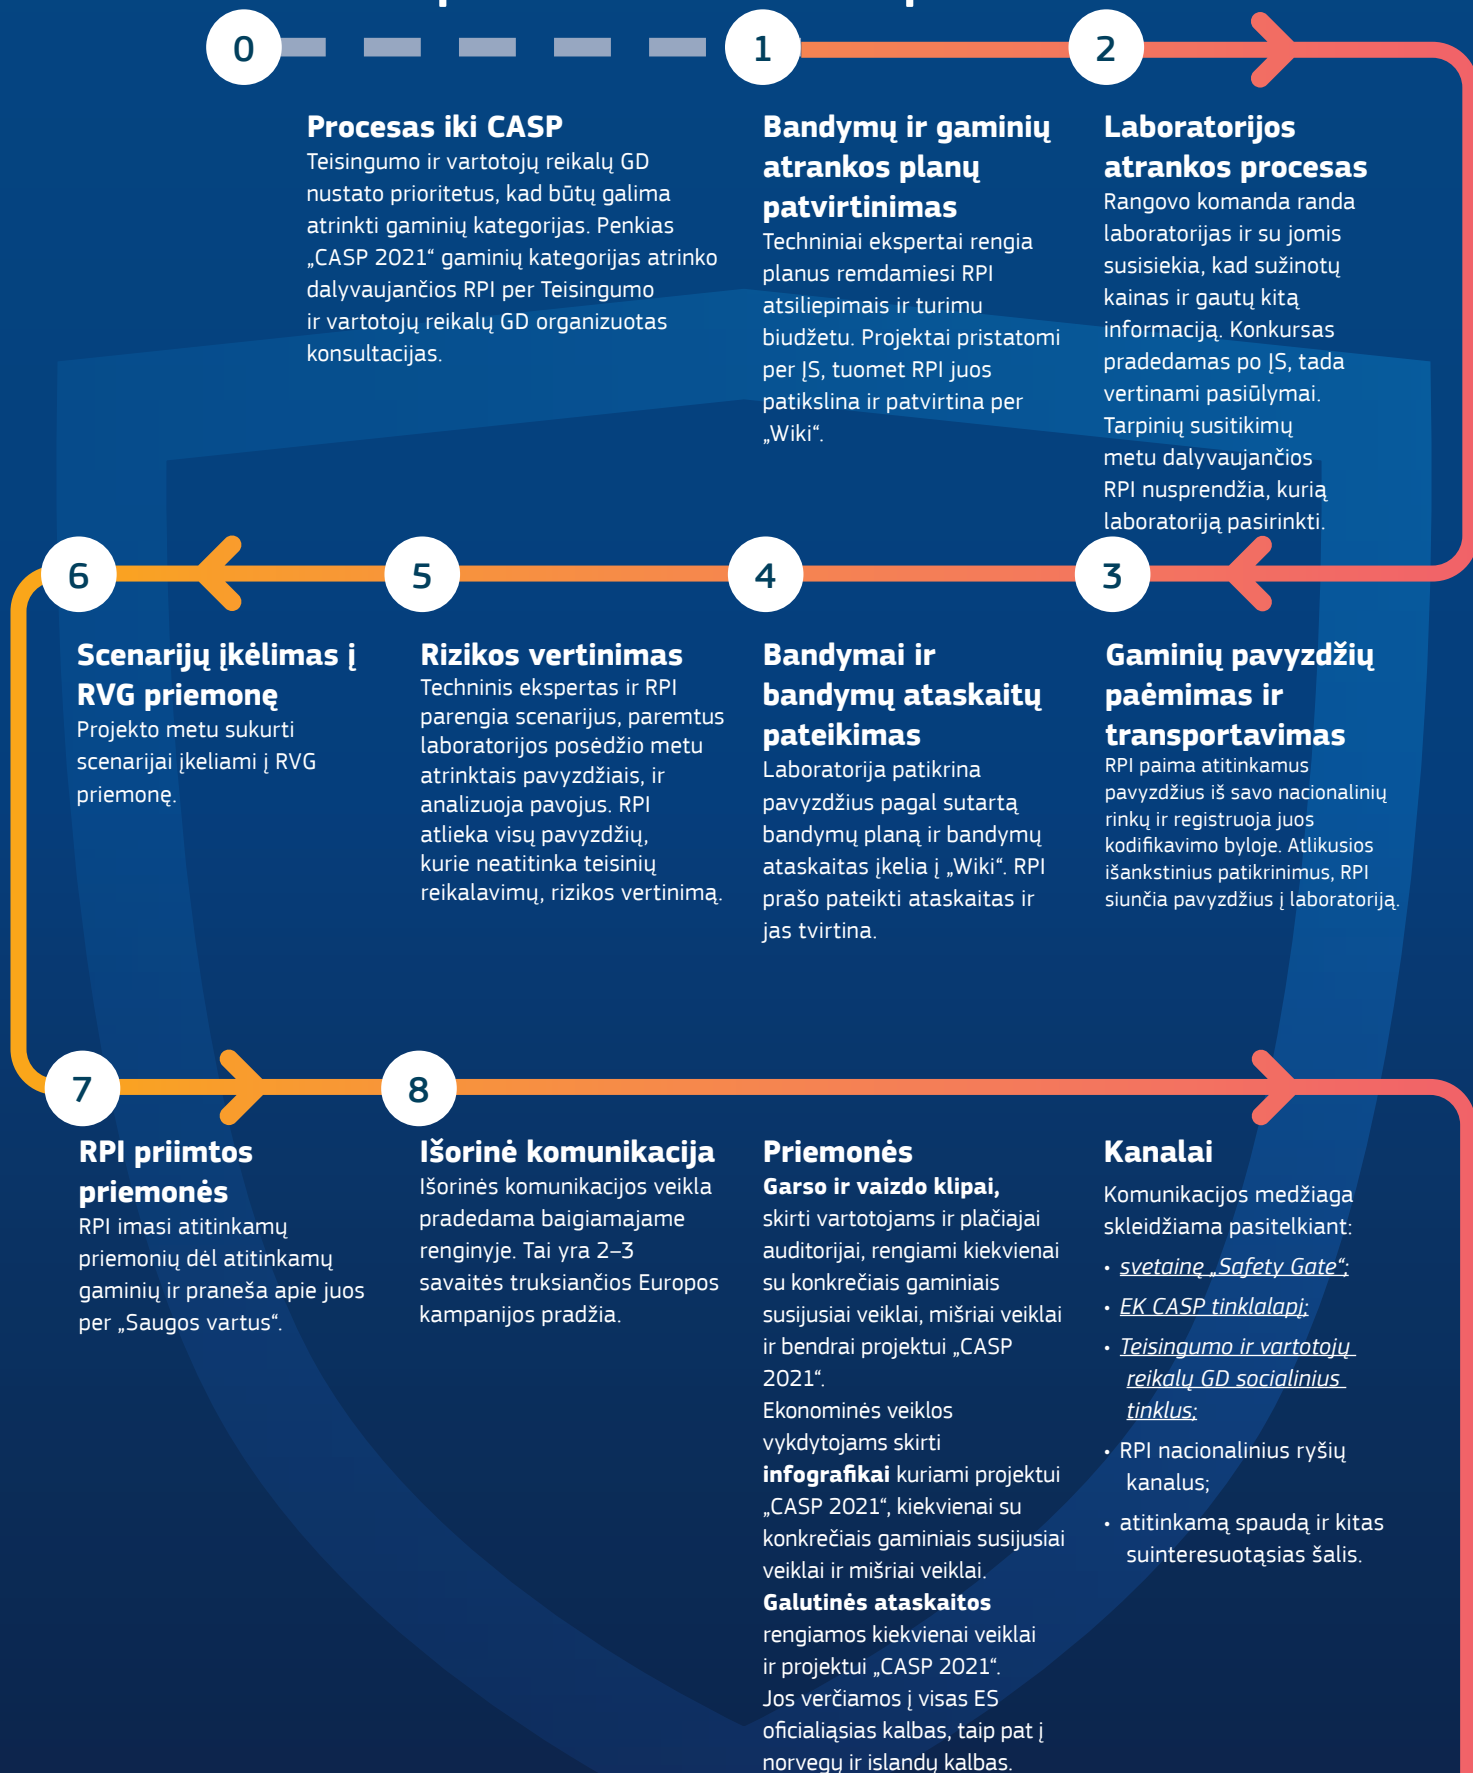 0
1
2
Procesas iki CASP
Teisingumo ir vartotojų reikalų GD
nustato prioritetus, kad būtų galima
atrinkti gaminių kategorijas. Penkias
„CASP 2021“ gaminių kategorijas atrinko
dalyvaujančios RPI per Teisingumo
ir vartotojų reikalų GD organizuotas
konsultacijas.
Bandymų ir gaminių
atrankos planų
patvirtinimas
Techniniai ekspertai rengia
planus remdamiesi RPI
atsiliepimais ir turimu
biudžetu. Projektai pristatomi
per ĮS, tuomet RPI juos
patikslina ir patvirtina per
„Wiki“.
Laboratorijos
atrankos procesas
Rangovo komanda randa
laboratorijas ir su jomis
susisiekia, kad sužinotų
kainas ir gautų kitą
informaciją. Konkursas
pradedamas po ĮS, tada
vertinami pasiūlymai.
Tarpinių susitikimų
metu dalyvaujančios
RPI nusprendžia, kurią
laboratoriją pasirinkti.
6
5
4
3
Scenarijų įkėlimas į
RVG priemonę
Projekto metu sukurti
scenarijai įkeliami į RVG
priemonę.
Rizikos vertinimas
Techninis ekspertas ir RPI
parengia scenarijus, paremtus
laboratorijos posėdžio metu
atrinktais pavyzdžiais, ir
analizuoja pavojus. RPI
atlieka visų pavyzdžių,
kurie neatitinka teisinių
reikalavimų, rizikos vertinimą.
Bandymai ir
bandymų ataskaitų
pateikimas
Laboratorija patikrina
pavyzdžius pagal sutartą
bandymų planą ir bandymų
ataskaitas įkelia į „Wiki“. RPI
prašo pateikti ataskaitas ir
jas tvirtina.
Gaminių pavyzdžių
paėmimas ir
transportavimas
RPI paima atitinkamus
pavyzdžius iš savo nacionalinių
rinkų ir registruoja juos
kodifikavimo byloje. Atlikusios
išankstinius patikrinimus, RPI
siunčia pavyzdžius į laboratoriją.
7
8
RPI priimtos
priemonės
RPI imasi atitinkamų
priemonių dėl atitinkamų
gaminių ir praneša apie juos
per „Saugos vartus“.
Išorinė komunikacija
Išorinės komunikacijos veikla
pradedama baigiamajame
renginyje. Tai yra 2–3
savaitės truksiančios Europos
kampanijos pradžia.
Priemonės
Garso ir vaizdo klipai,
skirti vartotojams ir plačiajai
auditorijai, rengiami kiekvienai
su konkrečiais gaminiais
susijusiai veiklai, mišriai veiklai
ir bendrai projektui „CASP
2021“.
Ekonominės veiklos
vykdytojams skirti
infografikai kuriami projektui
„CASP 2021“, kiekvienai su
konkrečiais gaminiais susijusiai
veiklai ir mišriai veiklai.
Galutinės ataskaitos
rengiamos kiekvienai veiklai
ir projektui „CASP 2021“.
Jos verčiamos į visas ES
oficialiąsias kalbas, taip pat į
norvegų ir islandų kalbas.
Kanalai
Komunikacijos medžiaga
skleidžiama pasitelkiant:
• svetainę „Safety Gate“;
• EK CASP tinklalapį;
• Teisingumo ir vartotojų
reikalų GD socialinius
tinklus;
• RPI nacionalinius ryšių
kanalus;
• atitinkamą spaudą ir kitas
suinteresuotąsias šalis.